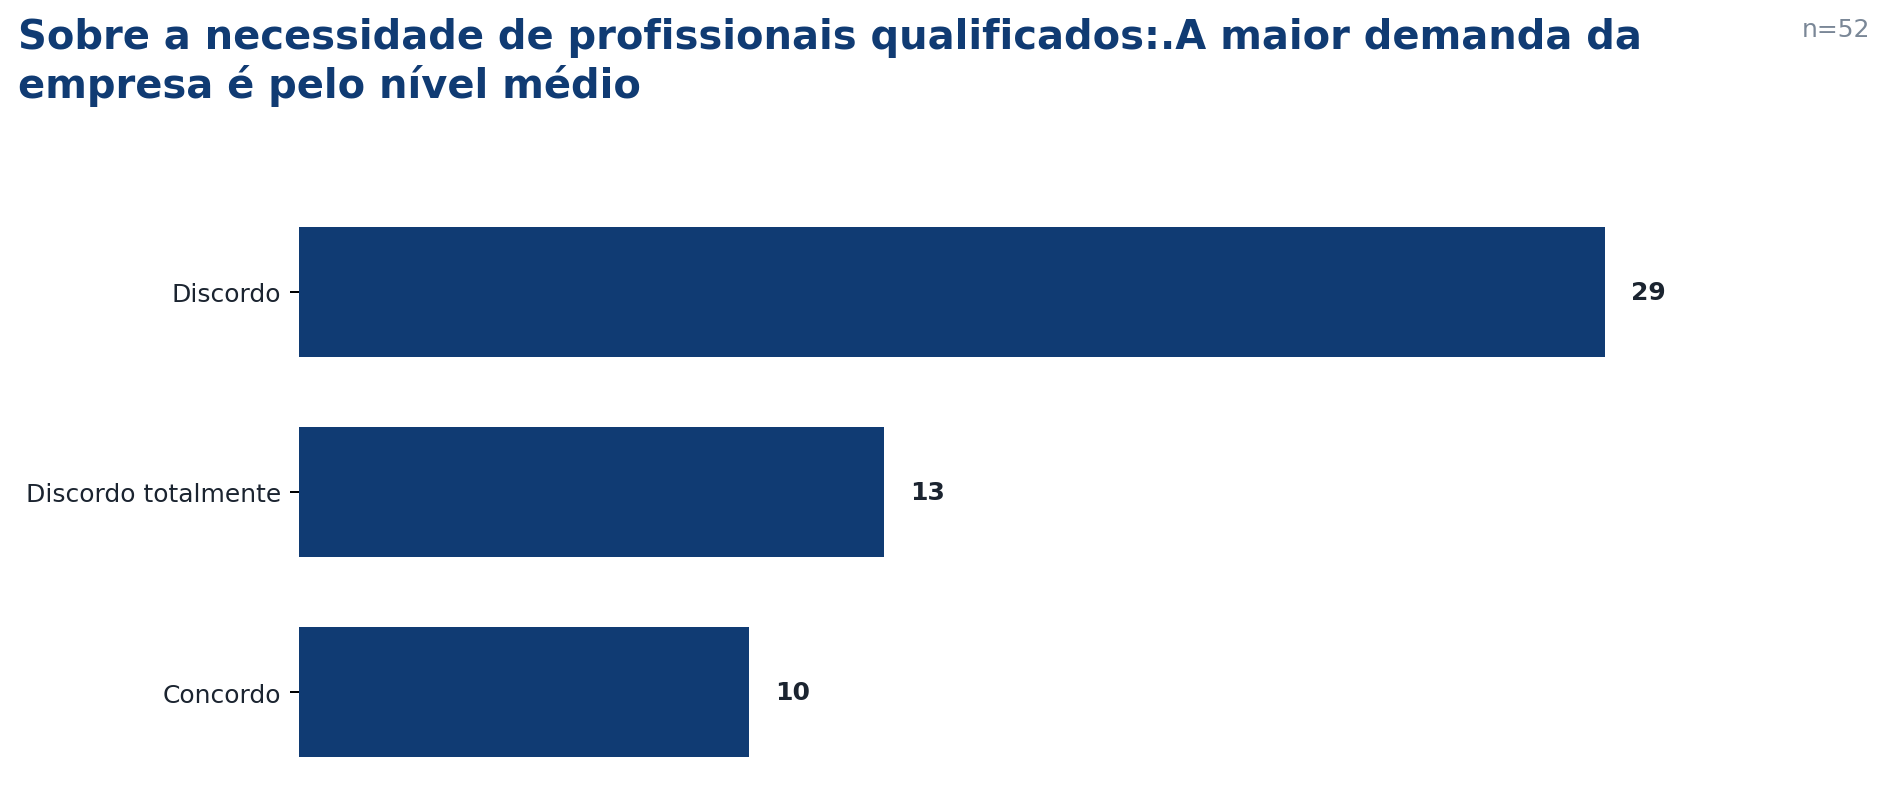 Sobre a necessidade de profissionais qualificados:.A maior demanda da
empresa é pelo nível médio
n=52
Discordo
29
Discordo totalmente
13
Concordo
10